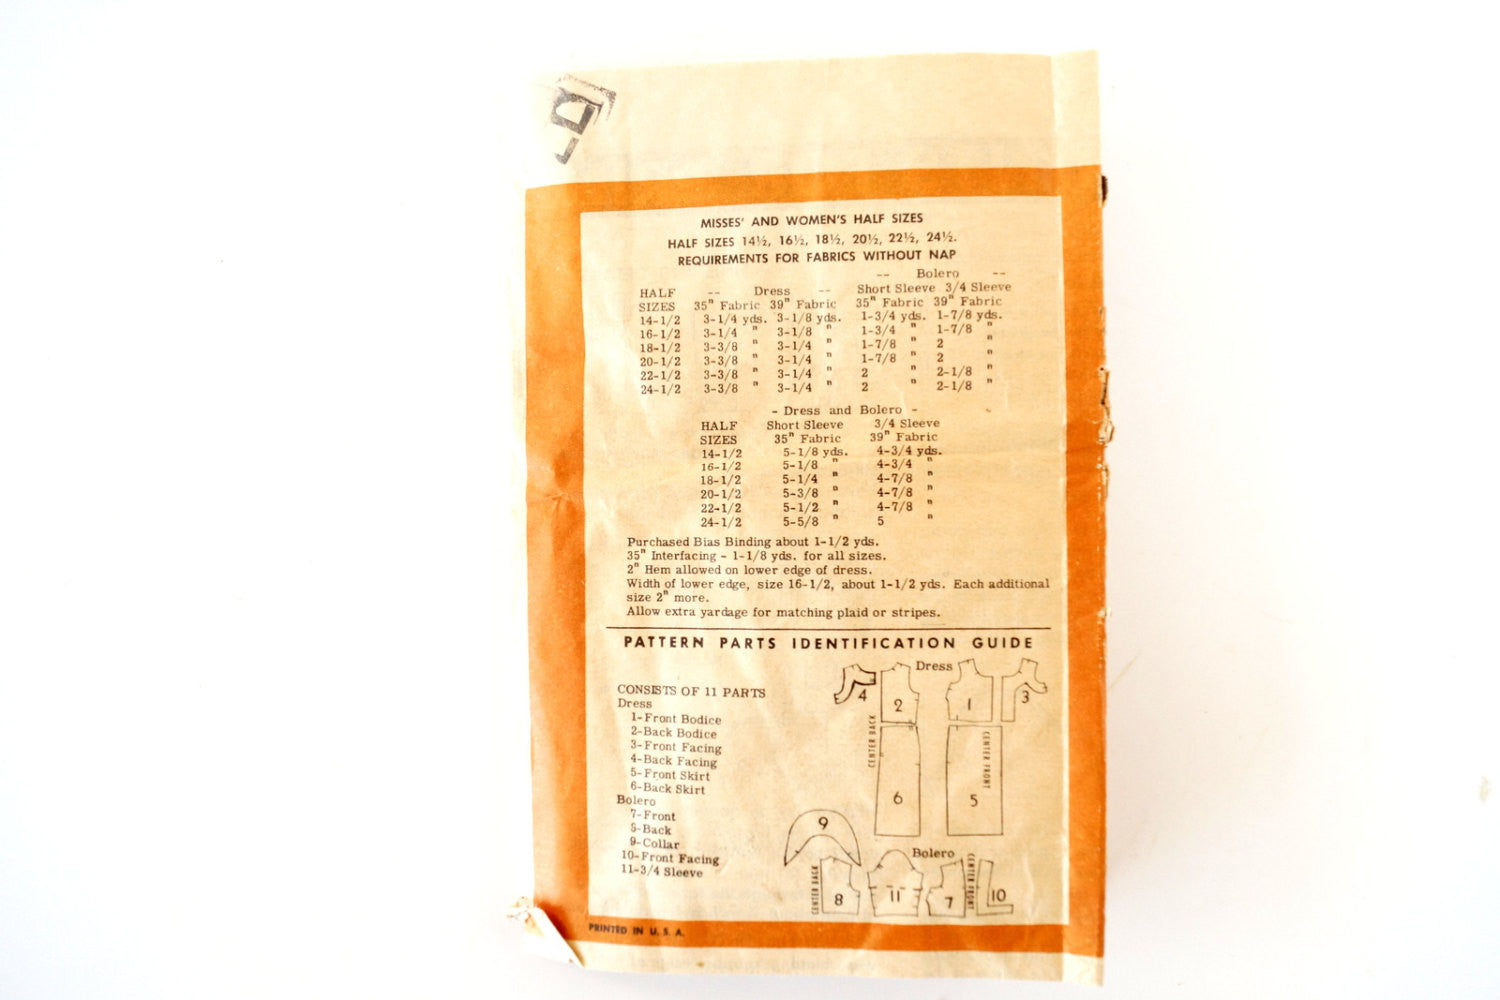 MISSES' AND WOMEN'S HALF SIZES
HALF SIZES 14½, 16½, 18½, 20½, 22½, 24½.
REQUIREMENTS FOR FABRICS WITHOUT NAP
-- Bolero --
HALF -- Dress -- Short Sleeve 3/4 Sleeve
SIZES 35" Fabric 39" Fabric 35" Fabric 39" Fabric
14-1/2 3-1/4 yds. 3-1/8 yds. 1-3/4 yds. 1-7/8 yds.
16-1/2 3-1/4 " 3-1/8 " 1-3/4 " 1-7/8 "
18-1/2 3-3/8 " 3-1/4 " 1-7/8 " 2 "
20-1/2 3-3/8 " 3-1/4 " 1-7/8 " 2 "
22-1/2 3-3/8 " 3-1/4 " 2 " 2-1/8 "
24-1/2 3-3/8 " 3-1/4 " 2 " 2-1/8 "
- Dress and Bolero -
HALF Short Sleeve 3/4 Sleeve
SIZES 35" Fabric 39" Fabric
14-1/2 5-1/8 yds. 4-3/4 yds.
16-1/2 5-1/8 " 4-3/4 "
18-1/2 5-1/4 " 4-7/8 "
20-1/2 5-3/8 " 4-7/8 "
22-1/2 5-1/2 " 4-7/8 "
24-1/2 5-5/8 " 5 "
Purchased Bias Binding about 1-1/2 yds.
35" Interfacing - 1-1/8 yds. for all sizes.
2" Hem allowed on lower edge of dress.
Width of lower edge, size 16-1/2, about 1-1/2 yds. Each additional
size 2" more.
Allow extra yardage for matching plaid or stripes.
PATTERN PARTS IDENTIFICATION GUIDE
CONSISTS OF 11 PARTS
Dress
1-Front Bodice
2-Back Bodice
3-Front Facing
4-Back Facing
5-Front Skirt
6-Back Skirt
Bolero
7-Front
8-Back
9-Collar
10-Front Facing
11-3/4 Sleeve
Dress
4 2 1 3
CENTER BACK
CENTER FRONT
6 5
9
Bolero
CENTER BACK
CENTER FRONT
8 11 7 10
PRINTED IN U.S.A.